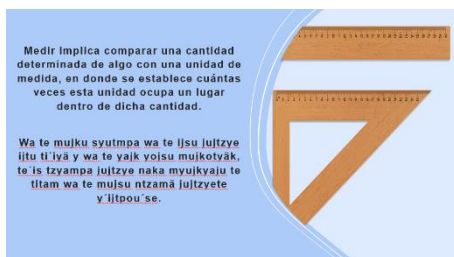 Medir implica comparar una cantidad
determinada de algo con una unidad de
medida, en donde se establece cuántas
veces esta unidad ocupa un lugar
dentro de dicha cantidad.
Wa te mujku syutmpa wa te ijsu jujtzye
ijtu ti´iyä y wa te yajk yoisu mujkotyäk,
te´is tzyampa jujtzye naka myujkyaju te
titam wa te mujsu ntzamä jujtzyete
y´ijtpou´se.